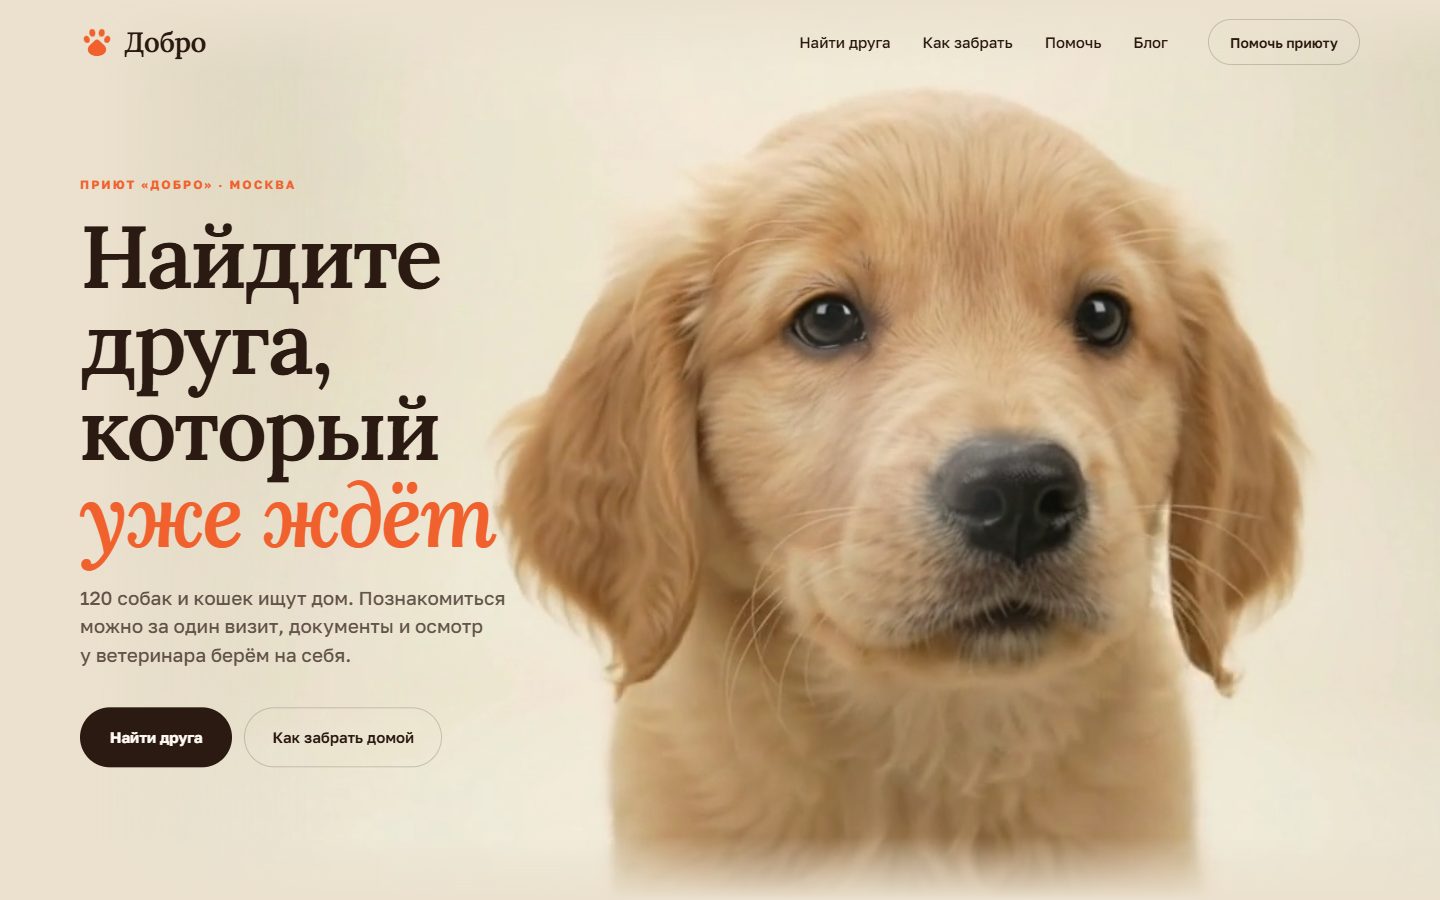 Добро
Найти друга
Как забрать
Помочь
Блог
Помочь приюту
ПРИЮТ «ДОБРО» · МОСКВА
Найдите
друга,
который
уже ждёт
120 собак и кошек ищут дом. Познакомиться
можно за один визит, документы и осмотр
у ветеринара берём на себя.
Найти друга
Как забрать домой